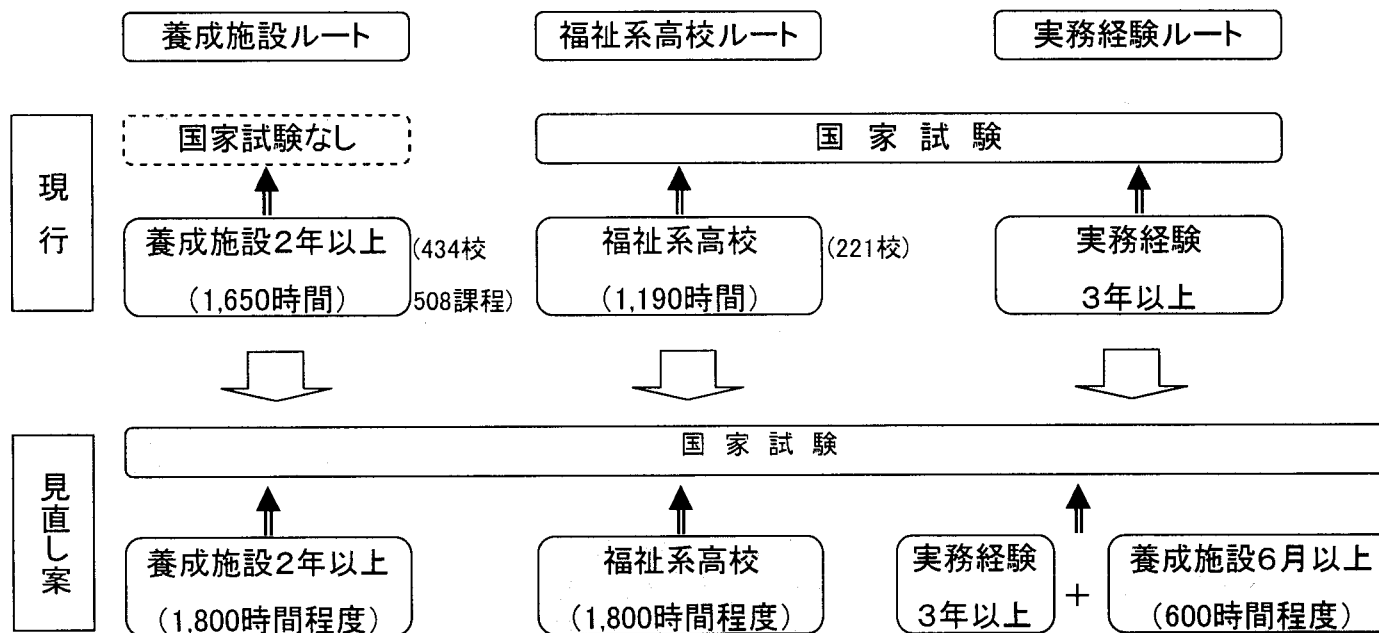 養成施設ルート
福祉系高校ルート
実務経験ルート
現行
国家試験なし
国家試験
養成施設2年以上
(1,650時間)
(434校
508課程)
福祉系高校
(1,190時間)
(221校)
実務経験
3年以上
見直し案
国家試験
養成施設2年以上
(1,800時間程度)
福祉系高校
(1,800時間程度)
実務経験
3年以上
+
養成施設6月以上
(600時間程度)